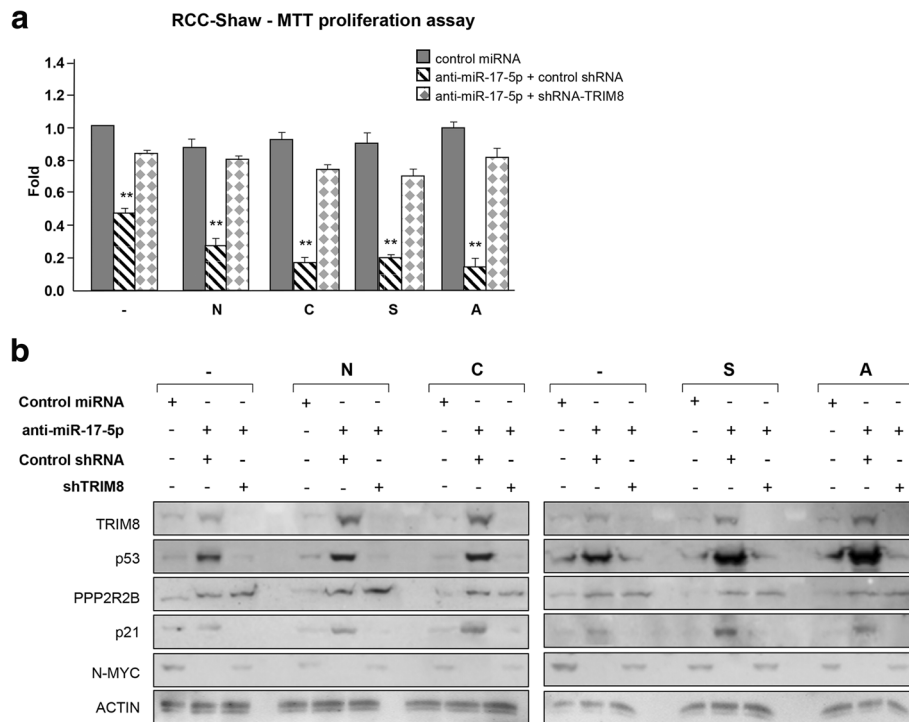 a
RCC-Shaw - MTT proliferation assay
control miRNA
anti-miR-17-5p + control shRNA
anti-miR-17-5p + shRNA-TRIM8
Fold
1.4
1.2
1.0
0.8
0.6
0.4
0.2
0.0
** ** ** ** **
- N C S A
b
- N C - S A
Control miRNA + - - + - - + - - + - - + - - + - -
anti-miR-17-5p - + + - + + - + + - + + - + + - + +
Control shRNA - + - - + - - + - - + - - + - - + -
shTRIM8 - - + - - + - - + - - + - - + - - +
TRIM8
p53
PPP2R2B
p21
N-MYC
ACTIN